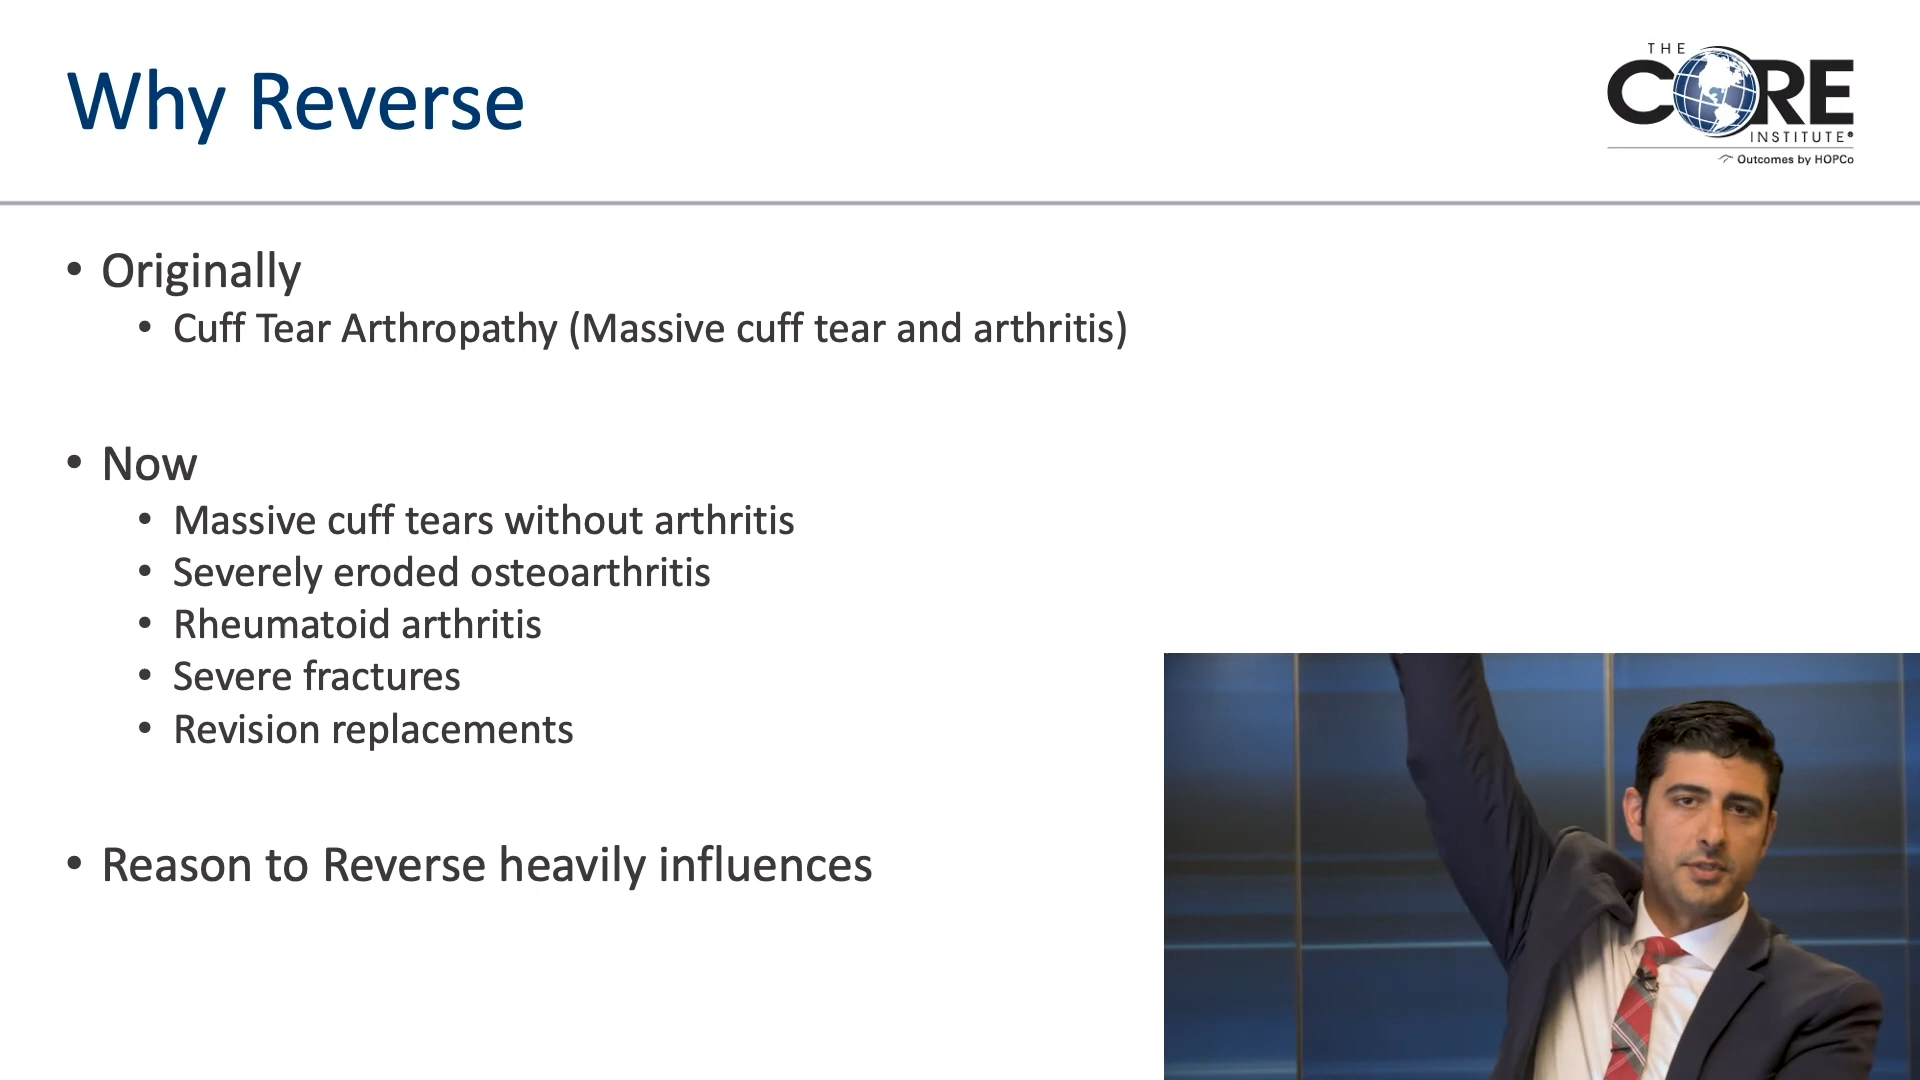 Why Reverse
THE
CORE
INSTITUTE®
Outcomes by HOPCo
• Originally
• Cuff Tear Arthropathy (Massive cuff tear and arthritis)
• Now
• Massive cuff tears without arthritis
• Severely eroded osteoarthritis
• Rheumatoid arthritis
• Severe fractures
• Revision replacements
• Reason to Reverse heavily influences